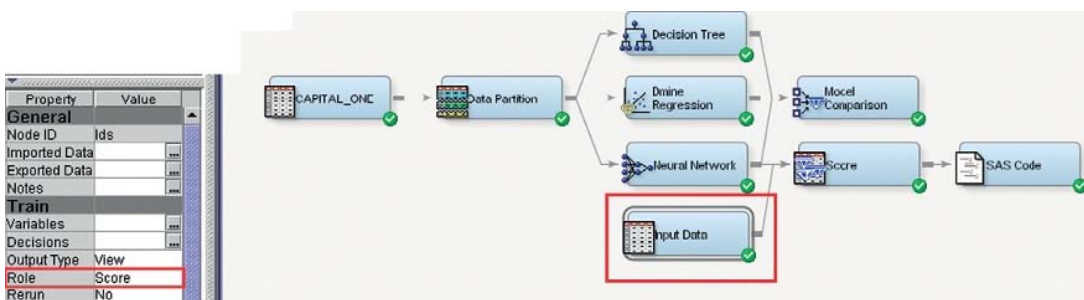 Property Value
General
Node ID Ids
Imported Data ...
Exported Data ...
Notes ...
Train
Variables ...
Decisions ...
Output Type View
Role Score
Rerun No
CAPITAL_ONE
Data Partition
Decision Tree
Dmine
Regression
Neural Network
Input Data
Model
Comparison
Score
SAS Code